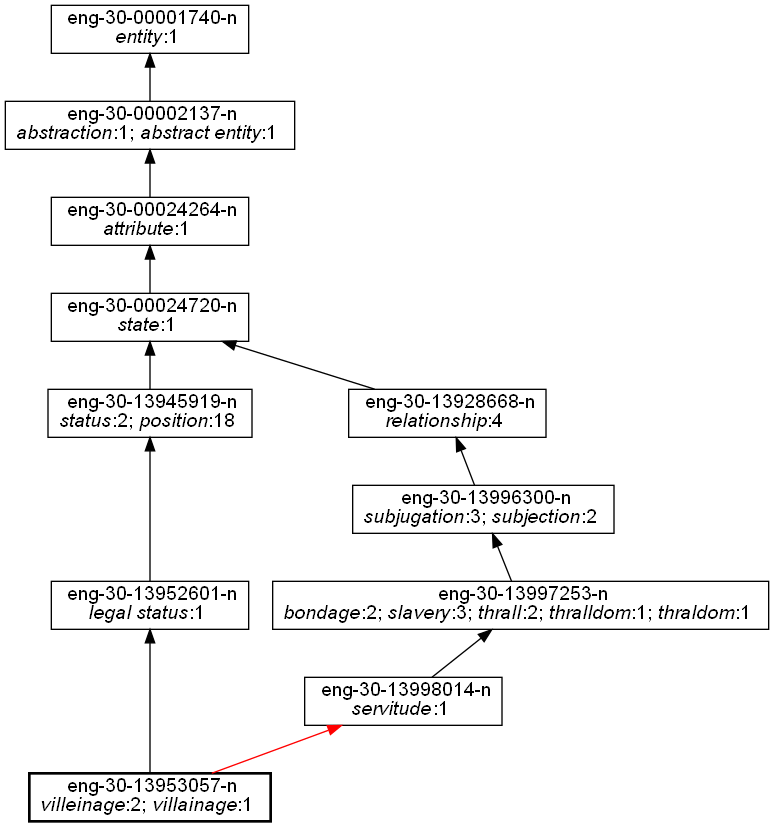 eng-30-00001740-n
entity:1
eng-30-00002137-n
abstraction:1; abstract entity:1
eng-30-00024264-n
attribute:1
eng-30-00024720-n
state:1
eng-30-13945919-n
status:2; position:18
eng-30-13928668-n
relationship:4
eng-30-13996300-n
subjugation:3; subjection:2
eng-30-13952601-n
legal status:1
eng-30-13997253-n
bondage:2; slavery:3; thrall:2; thralldom:1; thraldom:1
eng-30-13998014-n
servitude:1
eng-30-13953057-n
villeinage:2; villainage:1